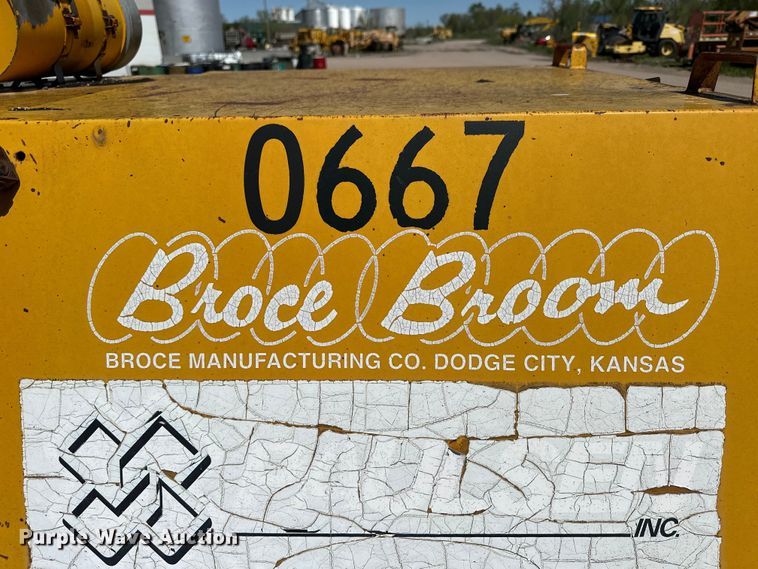 0667
Broce Broom
BROCE MANUFACTURING CO. DODGE CITY, KANSAS
INC.
Purple Wave Auction